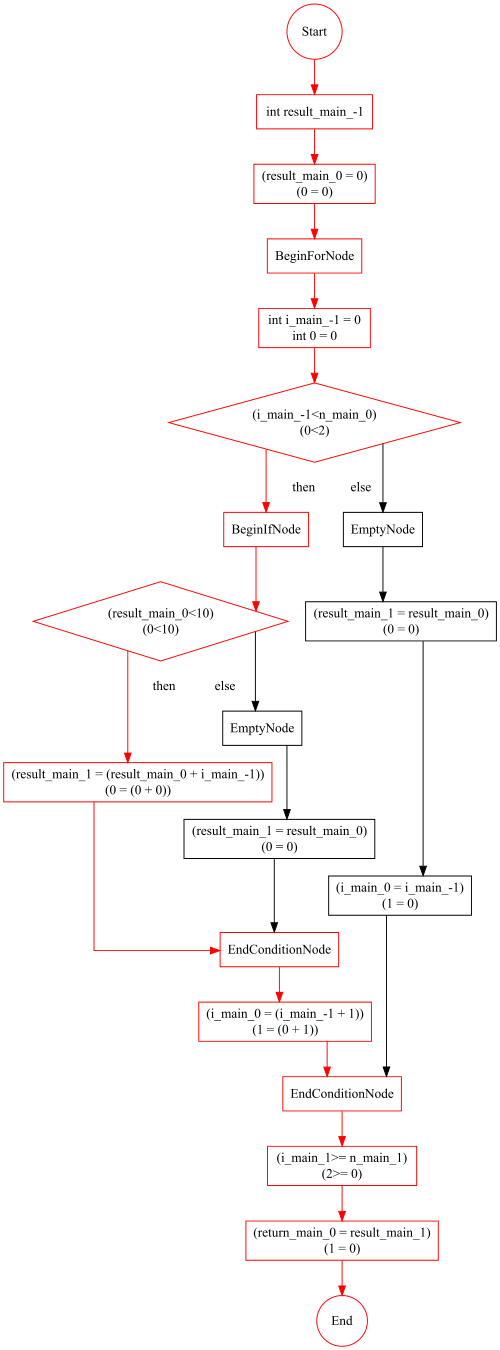 Start
int result_main_-1
(result_main_0 = 0)
(0 = 0)
BeginForNode
int i_main_-1 = 0
int 0 = 0
(i_main_-1<n_main_0)
(0<2)
then
else
BeginIfNode
EmptyNode
(result_main_0<10)
(0<10)
(result_main_1 = result_main_0)
(0 = 0)
then
else
EmptyNode
(result_main_1 = (result_main_0 + i_main_-1))
(0 = (0 + 0))
(result_main_1 = result_main_0)
(0 = 0)
(i_main_0 = i_main_-1)
(1 = 0)
EndConditionNode
(i_main_0 = (i_main_-1 + 1))
(1 = (0 + 1))
EndConditionNode
(i_main_1>= n_main_1)
(2>= 0)
(return_main_0 = result_main_1)
(1 = 0)
End